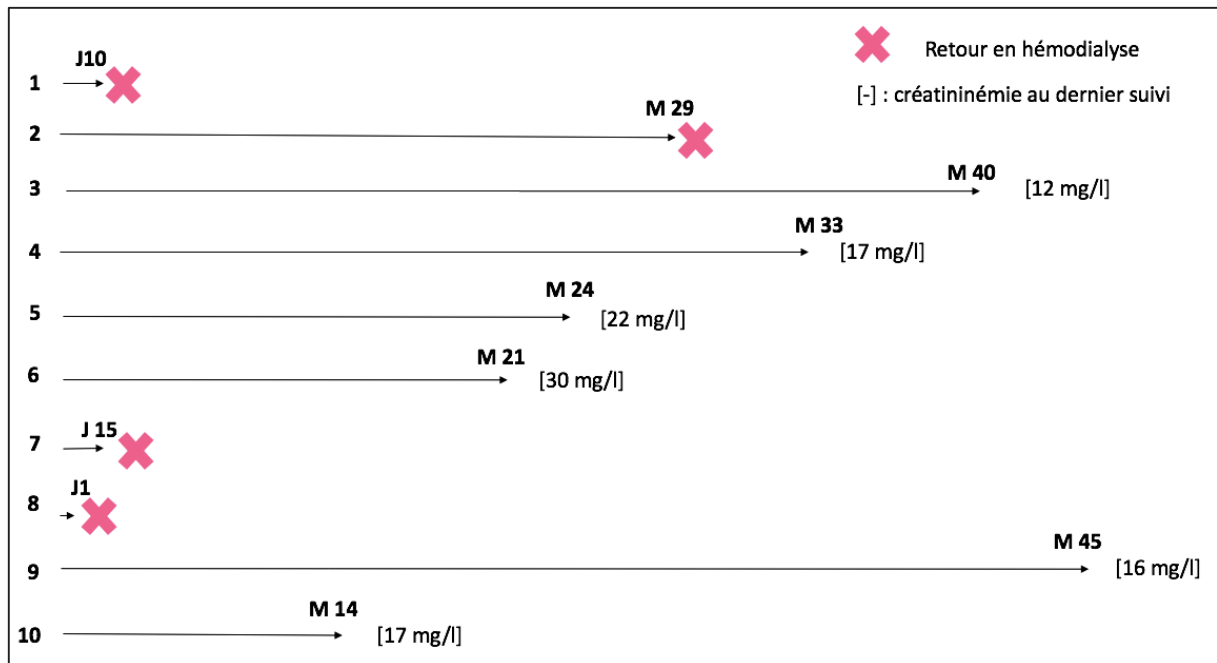 Retour en hémodialyse
[-] : créatininémie au dernier suivi
J10
1
M 29
2
M 40
3 [12 mg/l]
M 33
4 [17 mg/l]
M 24
5 [22 mg/l]
M 21
6 [30 mg/l]
J 15
7
J1
8
M 45
9 [16 mg/l]
M 14
10 [17 mg/l]